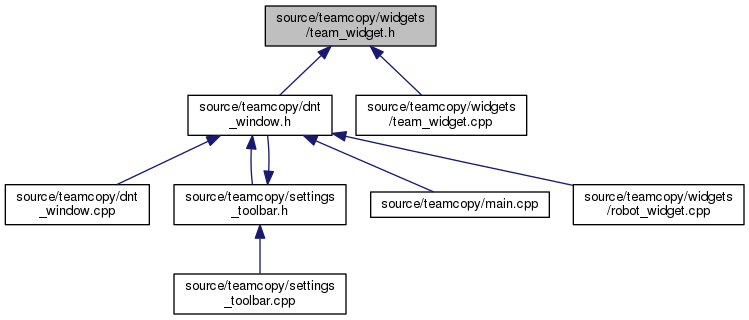 source/teamcopy/widgets
/team_widget.h
source/teamcopy/dnt
_window.h
source/teamcopy/widgets
/team_widget.cpp
source/teamcopy/dnt
_window.cpp
source/teamcopy/settings
_toolbar.h
source/teamcopy/main.cpp
source/teamcopy/widgets
/robot_widget.cpp
source/teamcopy/settings
_toolbar.cpp